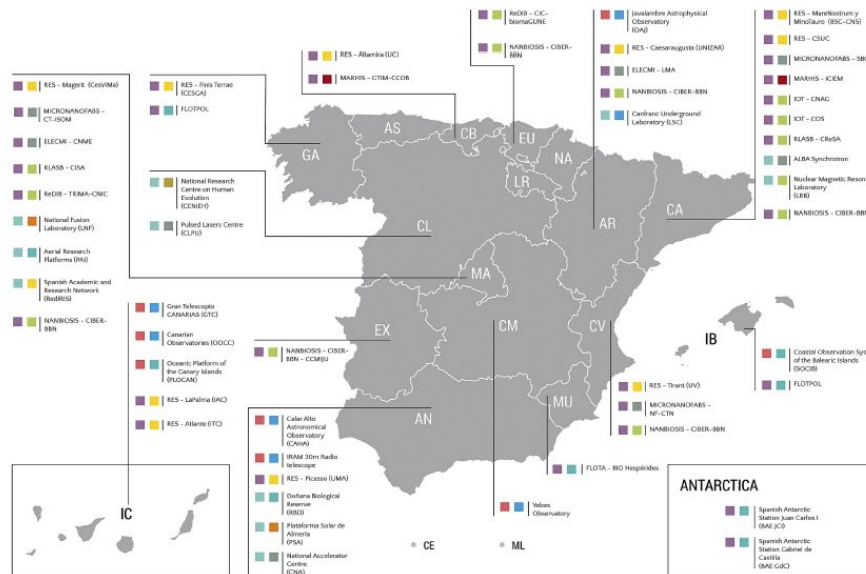 RES – Magerit (CesViMa)
MICRONANOFABS –
CT-ISOM
ELECMI – CNME
RLASB – CISA
ReDIB – TRIMA-CNIC
National Fusion
Laboratory (LNF)
Aerial Research
Platforms (PAI)
Spanish Academic and
Research Network
(RedIRIS)
NANBIOSIS – CIBER-
BBN
RES – Finis Terrae
(CESGA)
FLOTPOL
National Research
Centre on Human
Evolution
(CENIEH)
Pulsed Lasers Centre
(CLPU)
RES – Altamira (UC)
MARHIS – GTIM-CCOB
ReDIB – CIC-
biomaGUNE
NANBIOSIS – CIBER-
BBN
Javalambre Astrophysical
Observatory
(OAJ)
RES – Caesaraugusta (UNIZAR)
ELECMI – LMA
NANBIOSIS – CIBER-BBN
Canfranc Underground
Laboratory (LSC)
RES – MareNostrum y
MinoTauro (BSC-CNS)
RES – CSUC
MICRONANOFABS – SBC
MARHIS – iCIEM
IOT – CNAG
IOT – COS
RLASB – CReSA
ALBA Synchrotron
Nuclear Magnetic Reson
Laboratory
(LRB)
NANBIOSIS – CIBER-BBN
GA
AS
CB
EU
NA
LR
CL
AR
CA
MA
EX
CM
CV
IB
AN
MU
IC
CE
ML
Gran Telescopio
CANARIAS (GTC)
Canarian
Observatories (OOCC)
Oceanic Platform of
the Canary Islands
(PLOCAN)
RES – LaPalma (IAC)
RES – Atlante (ITC)
NANBIOSIS – CIBER-
BBN – CCMIJU
Calar Alto
Astronomical
Observatory
(CAHA)
IRAM 30m Radio
telescope
RES – Picasso (UMA)
Doñana Biological
Reserve
(RBD)
Plataforma Solar de
Almería
(PSA)
National Accelerator
Centre
(CNA)
Yebes
Observatory
FLOTA – BIO Hespérides
RES – Tirant (UV)
MICRONANOFABS –
NF-CTN
NANBIOSIS – CIBER-BBN
Coastal Observation Sys
of the Balearic Islands
(SOCIB)
FLOTPOL
ANTARCTICA
Spanish Antarctic
Station Juan Carlos I
(BAE JCI)
Spanish Antarctic
Station Gabriel de
Castilla
(BAE GdC)